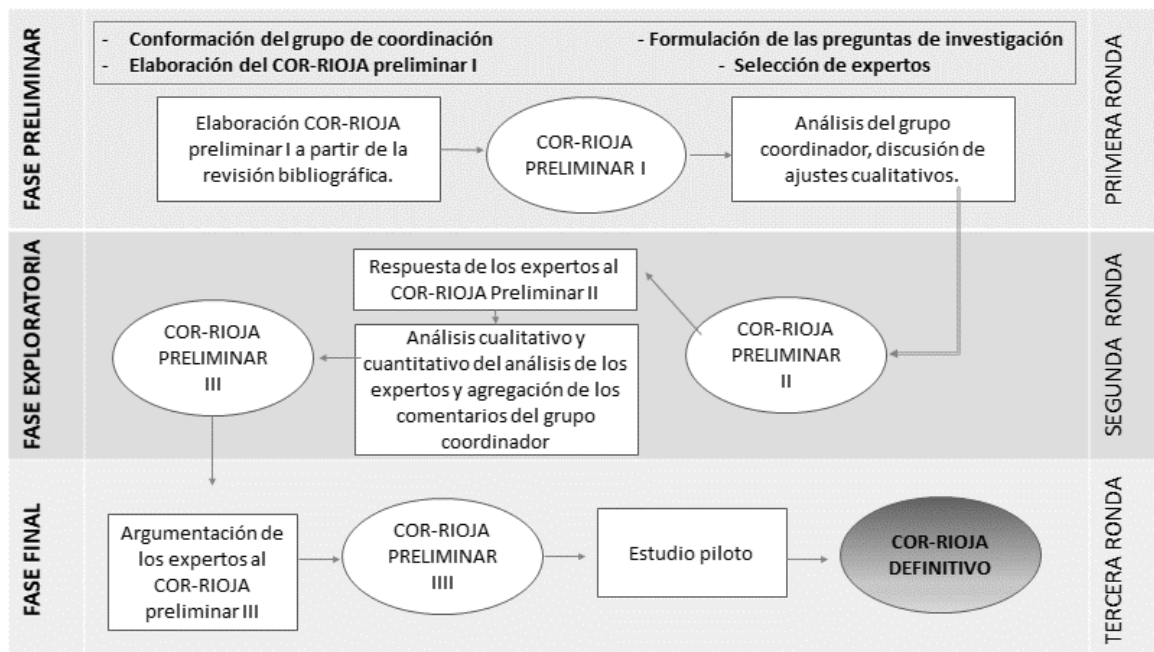 FASE PRELIMINAR
- Conformación del grupo de coordinación - Formulación de las preguntas de investigación
- Elaboración del COR-RIOJA preliminar I - Selección de expertos
Elaboración COR-RIOJA
preliminar I a partir de la
revisión bibliográfica.
COR-RIOJA
PRELIMINAR I
Análisis del grupo
coordinador, discusión de
ajustes cualitativos.
PRIMERA RONDA
FASE EXPLORATORIA
Respuesta de los expertos al
COR-RIOJA Preliminar II
Análisis cualitativo y
cuantitativo del análisis de los
expertos y agregación de los
comentarios del grupo
coordinador
COR-RIOJA
PRELIMINAR
III
COR-RIOJA
PRELIMINAR
II
SEGUNDA RONDA
FASE FINAL
Argumentación de
los expertos al
COR-RIOJA
preliminar III
COR-RIOJA
PRELIMINAR
IIII
Estudio piloto
COR-RIOJA
DEFINITIVO
TERCERA RONDA